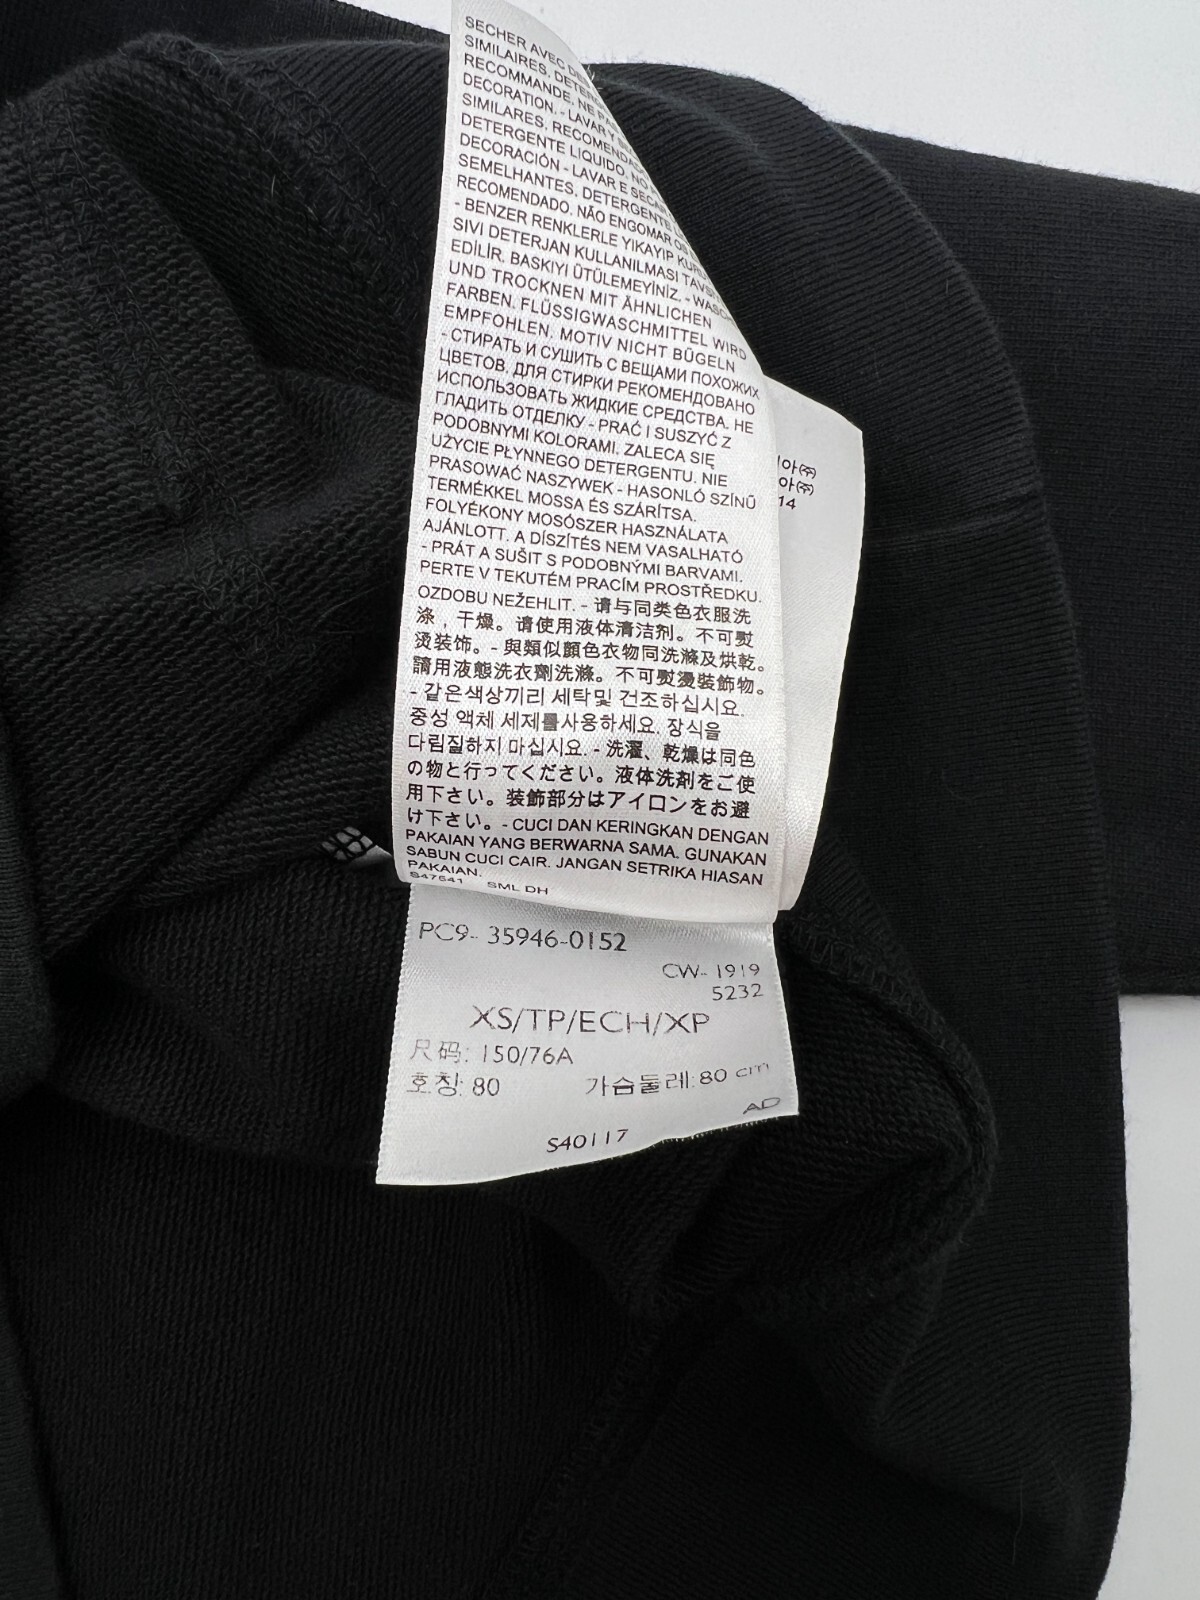 SECHER AVEC
SIMILAIRES. DETER
RECOMMANDE. NE
DECORATION. - LAVAR Y
SIMILARES. RECOMENDA
DETERGENTE LIQUIDO. NO
DECORACIÓN - LAVAR E
SEMELHANTES. DETERGENTE
RECOMENDADO. NÃO ENGOMAR OS
- BENZER RENKLERLE YIKAYIP
SIVI DETERJAN KULLANILMASI
EDİLİR. BASKIYI ÜTÜLEMEYİNİZ. -
UND TROCKNEN MIT ÄHNLICHEN
FARBEN. FLÜSSIGWASCHMITTEL WIRD
EMPFOHLEN. MOTIV NICHT BÜGELN
- СТИРАТЬ И СУШИТЬ С ВЕЩАМИ ПОХОЖИХ
ЦВЕТОВ. ДЛЯ СТИРКИ РЕКОМЕНДОВАНО
ИСПОЛЬЗОВАТЬ ЖИДКИЕ СРЕДСТВА. НЕ
ГЛАДИТЬ ОТДЕЛКУ - PRAĆ I SUSZYĆ Z
PODOBNYMI KOLORAMI. ZALECA SIĘ
UŻYCIE PŁYNNEGO DETERGENTU. NIE
PRASOWAĆ NASZYWEK - HASONLÓ SZÍNŰ
TERMÉKKEL MOSSA ÉS SZÁRÍTSA.
FOLYÉKONY MOSÓSZER HASZNÁLATA
AJÁNLOTT. A DÍSZÍTÉS NEM VASALHATÓ
- PRÁT A SUŠIT S PODOBNÝMI BARVAMI.
PERTE V TEKUTÉM PRACÍM PROSTŘEDKU.
OZDOBU NEŽEHLIT. - 请与同类色衣服洗
涤，干燥。请使用液体清洁剂。不可熨
烫装饰。- 與類似顏色衣物同洗滌及烘乾。
請用液態洗衣劑洗滌。不可熨燙裝飾物。
- 같은색상끼리 세탁및 건조하십시요.
중성 액체 세제를사용하세요. 장식을
다림질하지 마십시요. - 洗濯、乾燥は同色
の物と行ってください。液体洗剤をご使
用下さい。装飾部分はアイロンをお避
け下さい。- CUCI DAN KERINGKAN DENGAN
PAKAIAN YANG BERWARNA SAMA. GUNAKAN
SABUN CUCI CAIR. JANGAN SETRIKA HIASAN
PAKAIAN.
S47641 SML DH
아(주)
아(주)
14
PC9- 35946-0152
CW- 1919
5232
XS/TP/ECH/XP
尺码: 150/76A
호칭: 80 가슴둘레: 80 cm
AD
S40117